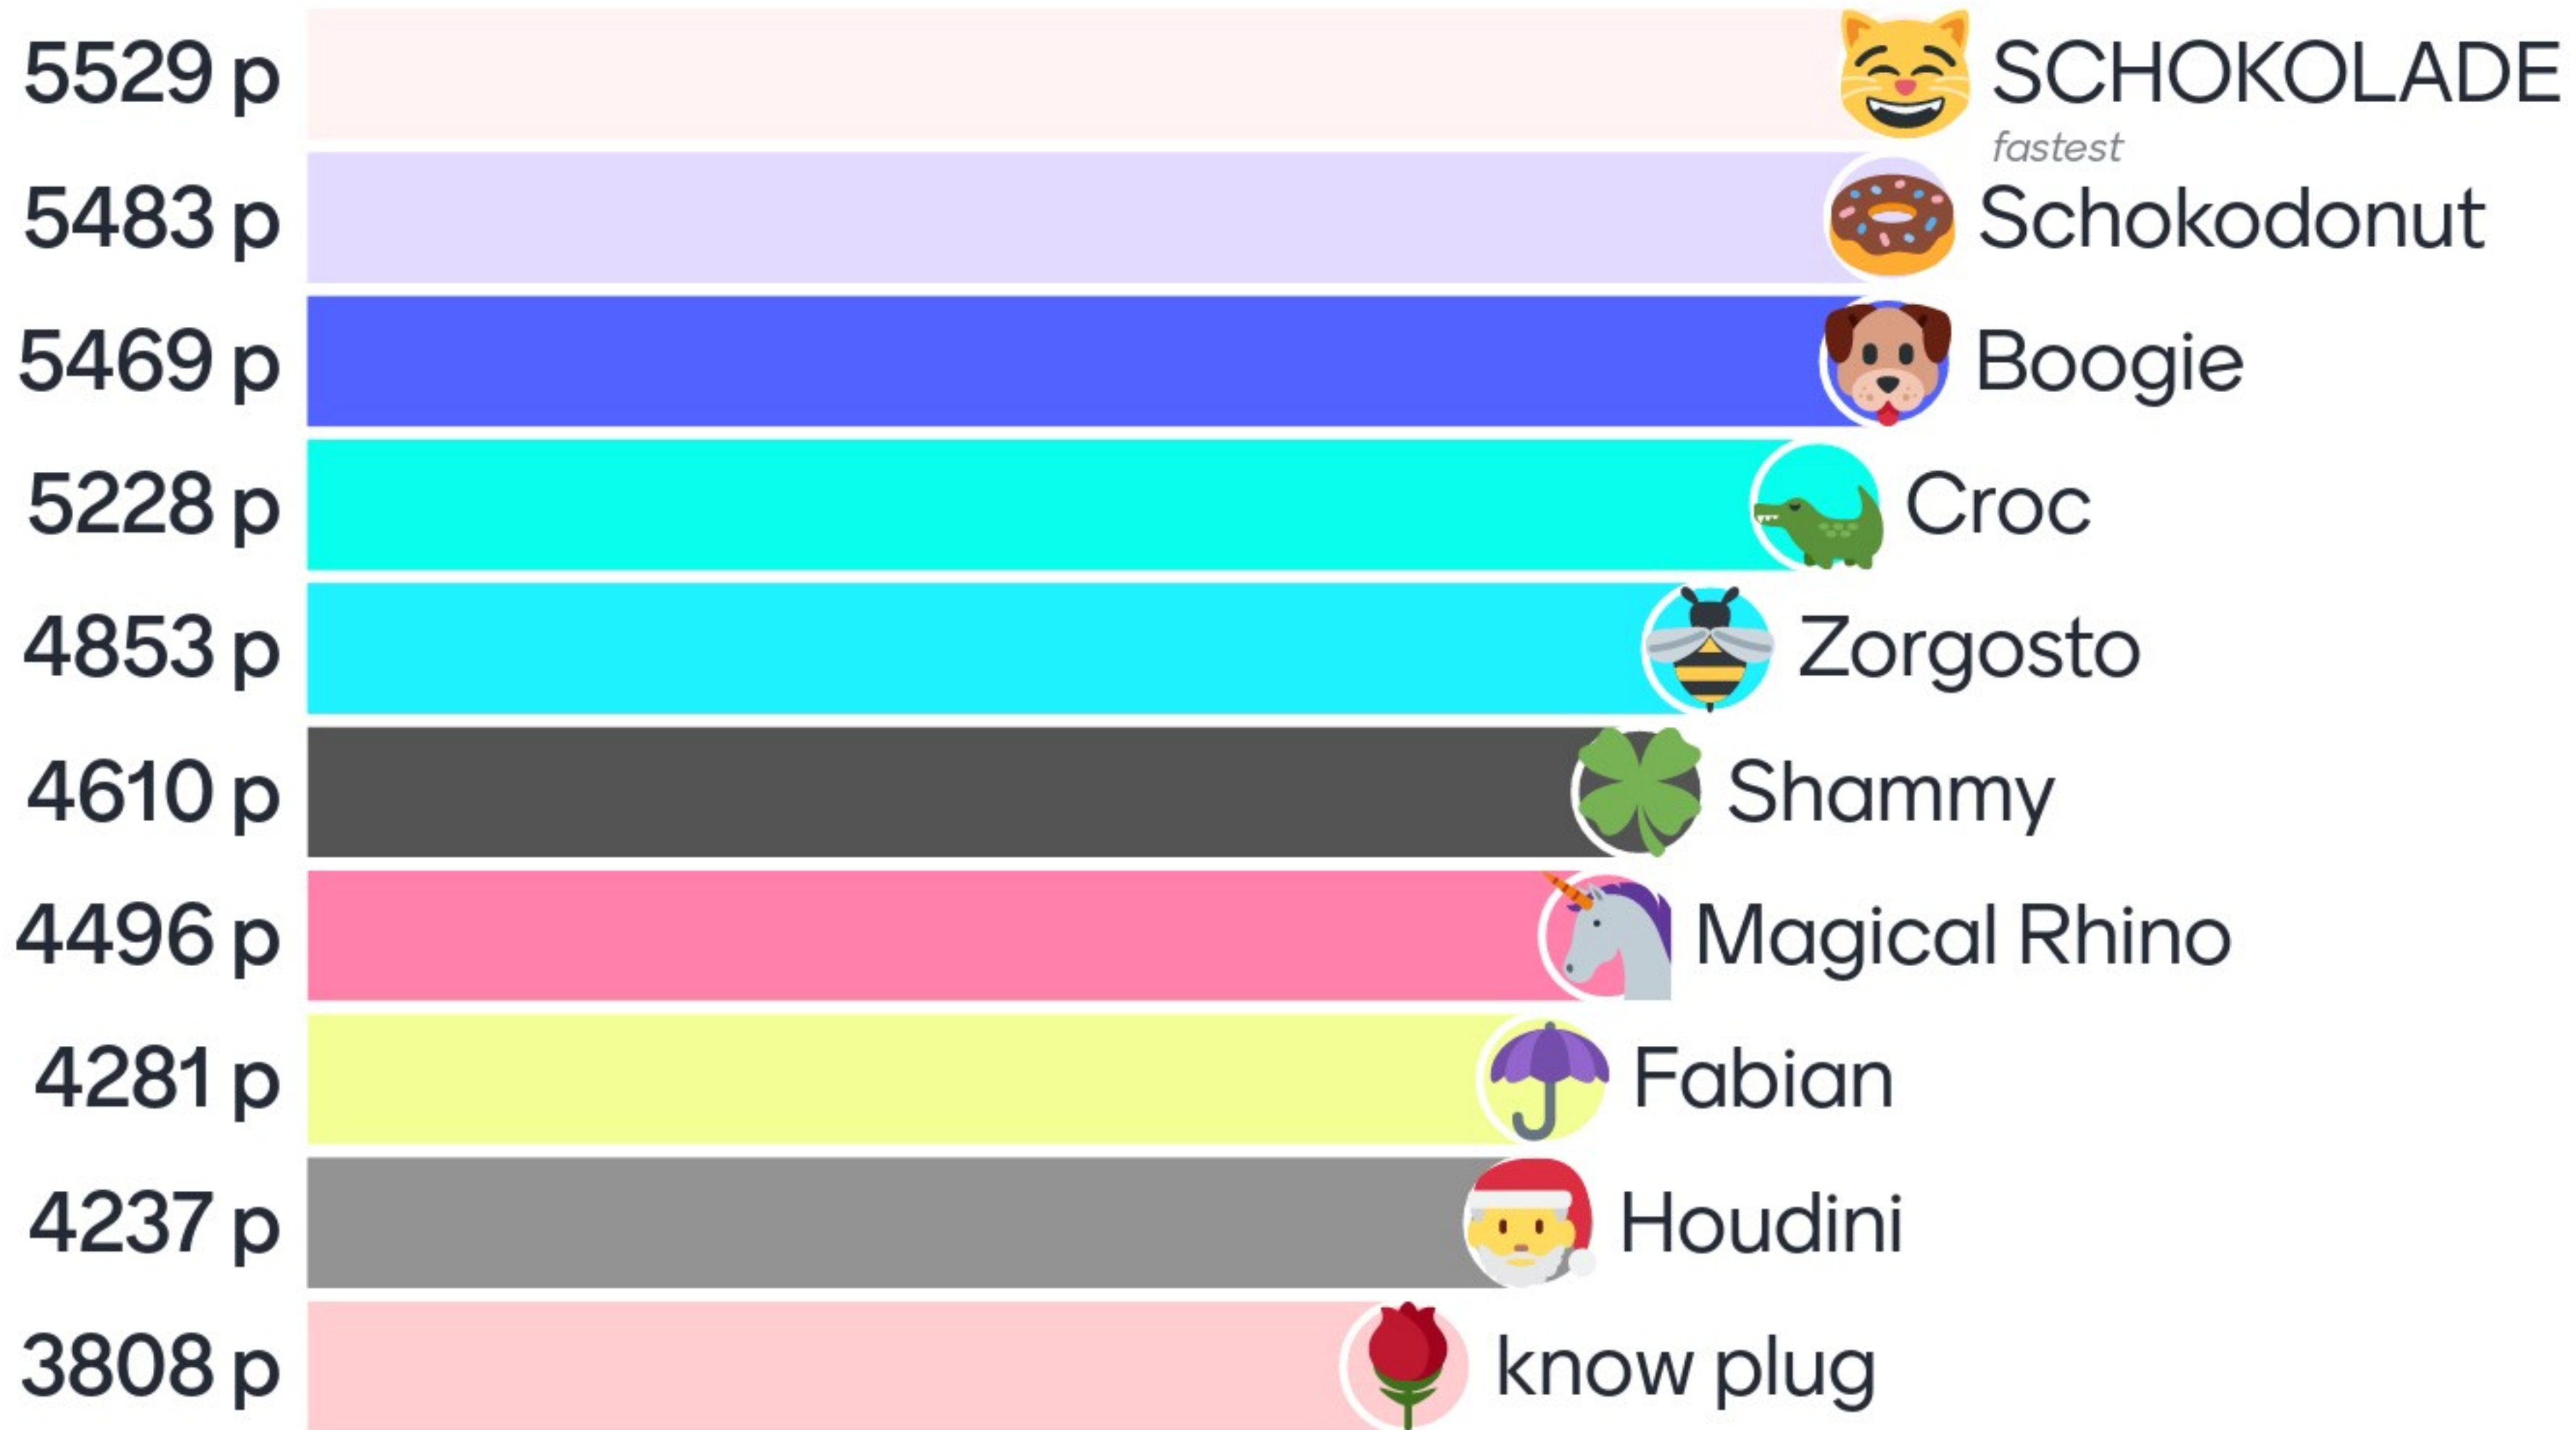 5529 p SCHOKOLADE
fastest
5483 p Schokodonut
5469 p Boogie
5228 p Croc
4853 p Zorgosto
4610 p Shammy
4496 p Magical Rhino
4281 p Fabian
4237 p Houdini
3808 p know plug